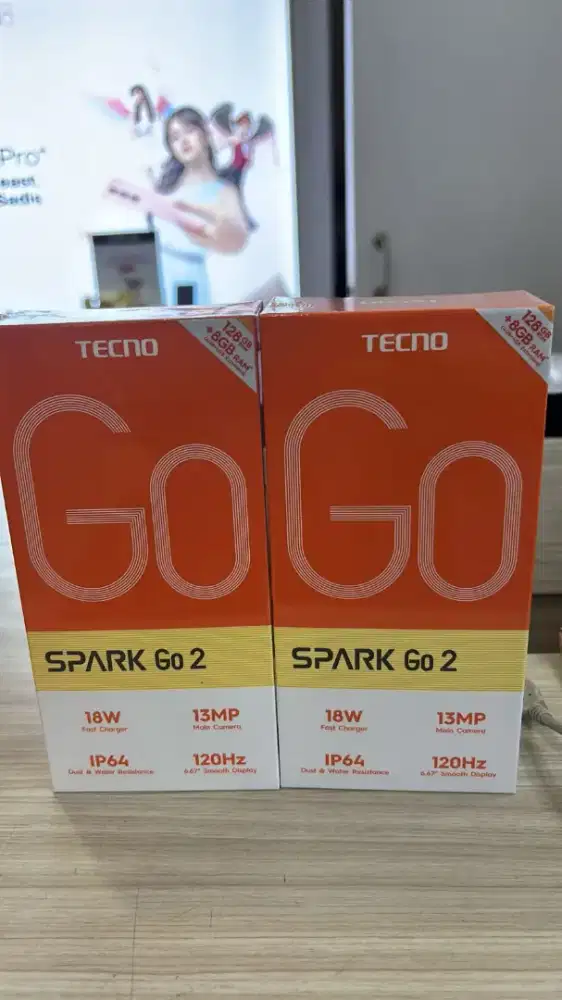 Pro
TECNO
128GB
+8GB RAM*
Go
SPARK Go 2
18W
Fast Charger
13MP
Main Camera
IP64
Dust & Water Resistance
120Hz
6.67" Smooth Display
TECNO
128GB
+8GB RAM*
Go
SPARK Go 2
18W
Fast Charger
13MP
Main Camera
IP64
Dust & Water Resistance
120Hz
6.67" Smooth Display